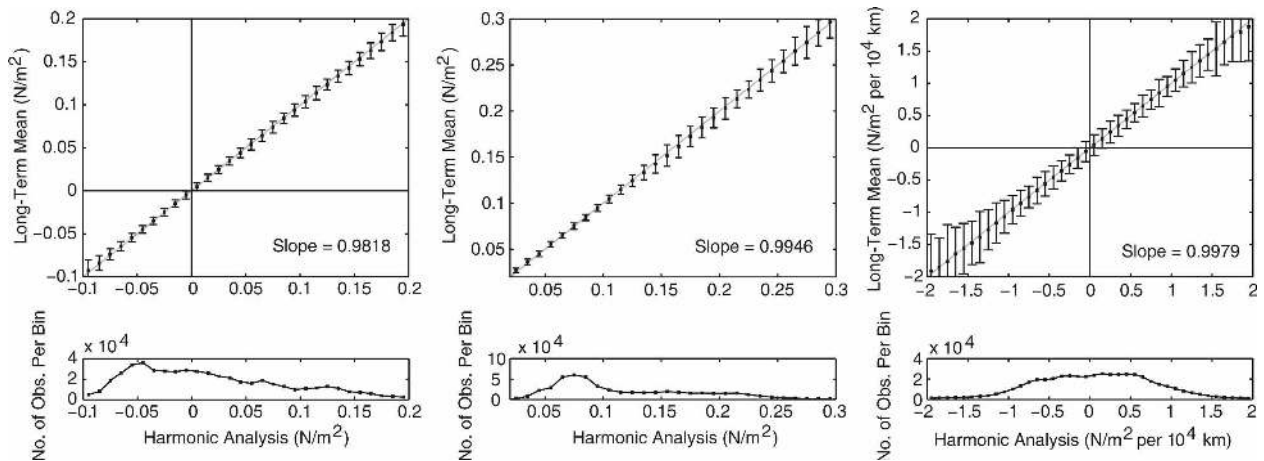 Long-Term Mean (N/m²)
0.2
0.15
0.1
0.05
0
−0.05
−0.1
Slope = 0.9818
−0.1 −0.05 0 0.05 0.1 0.15 0.2
No. of Obs. Per Bin
x 10⁴
4
2
0
−0.1 −0.05 0 0.05 0.1 0.15 0.2
Harmonic Analysis (N/m²)
Long-Term Mean (N/m²)
0.3
0.25
0.2
0.15
0.1
0.05
Slope = 0.9946
0.05 0.1 0.15 0.2 0.25 0.3
No. of Obs. Per Bin
x 10⁴
10
5
0
0.05 0.1 0.15 0.2 0.25 0.3
Harmonic Analysis (N/m²)
Long-Term Mean (N/m² per 10⁴ km)
2
1.5
1
0.5
0
−0.5
−1
−1.5
−2
Slope = 0.9979
−2 −1.5 −1 −0.5 0 0.5 1 1.5 2
No. of Obs. Per Bin
x 10⁴
4
2
0
−2 −1.5 −1 −0.5 0 0.5 1 1.5 2
Harmonic Analysis (N/m² per 10⁴ km)